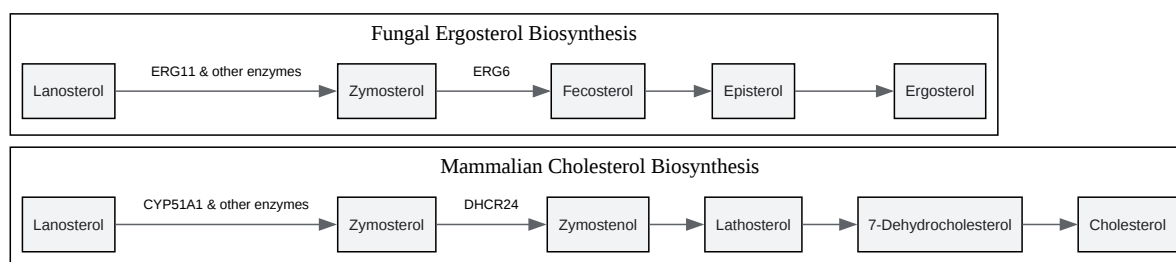 Fungal Ergosterol Biosynthesis
ERG11 & other enzymes
ERG6
Lanosterol
Zymosterol
Fecosterol
Episterol
Ergosterol
Mammalian Cholesterol Biosynthesis
CYP51A1 & other enzymes
DHCR24
Lanosterol
Zymosterol
Zymostenol
Lathosterol
7-Dehydrocholesterol
Cholesterol